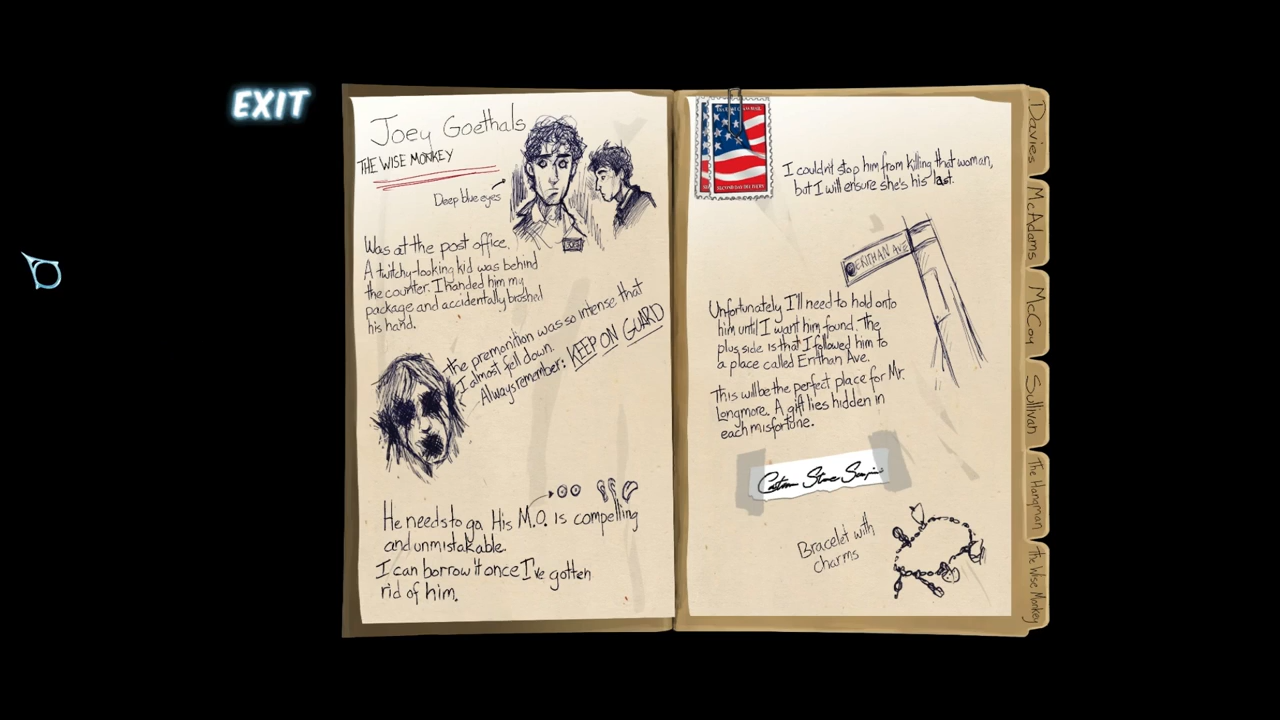 EXIT
Joey Goethals
THE WISE MONKEY
Deep blue eyes
Was at the post office.
A twitchy-looking kid was behind
the counter. I handed him my
package and accidentally brushed
his hand.
the premonition was so intense that
I almost fell down.
Always remember: KEEP ON GUARD
He needs to go. His M.O. is compelling
and unmistakable.
I can borrow it once I've gotten
rid of him.
I couldn't stop him from killing that woman,
but I will ensure she's his last.
ERITHAN AVE
Unfortunately I'll need to hold onto
him until I want him found. The
plus side is that I followed him to
a place called Erithan Ave.
This will be the perfect place for Mr.
Longmore. A gift lies hidden in
each misfortune.
Bracelet with
charms
Davies
McAdams
McCoy
Sullivan
The Hangman
The Wise Monkey